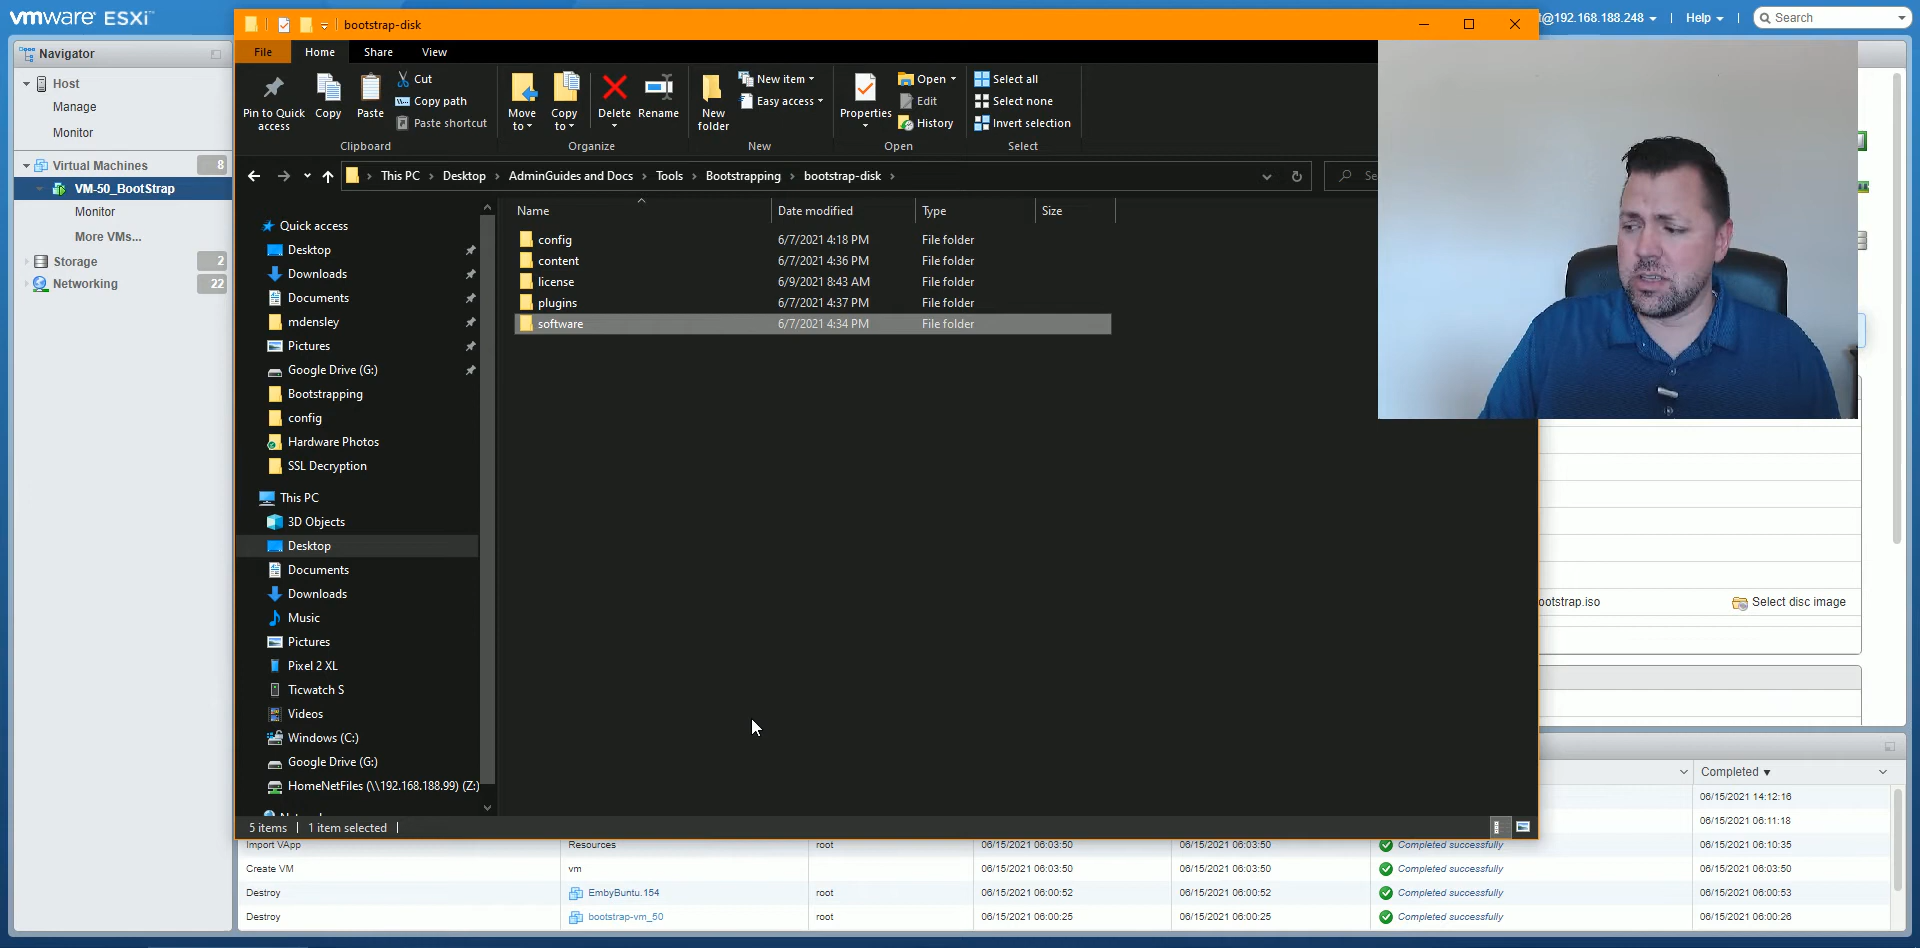 vmware ESXi
bootstrap-disk
t@192.168.188.248
Help
Search
Navigator
Host
Manage
Monitor
Virtual Machines
8
VM-50_BootStrap
Monitor
More VMs...
Storage
2
Networking
22
File
Home
Share
View
Pin to Quick access
Copy
Paste
Cut
Copy path
Paste shortcut
Clipboard
Move to
Copy to
Delete
Rename
Organize
New folder
New item
Easy access
New
Properties
Open
Edit
History
Open
Select all
Select none
Invert selection
Select
This PC
Desktop
AdminGuides and Docs
Tools
Bootstrapping
bootstrap-disk
Se
Name
Date modified
Type
Size
config 6/7/2021 4:18 PM File folder
content 6/7/2021 4:36 PM File folder
license 6/9/2021 8:43 AM File folder
plugins 6/7/2021 4:37 PM File folder
software 6/7/2021 4:34 PM File folder
Quick access
Desktop
Downloads
Documents
mdensley
Pictures
Google Drive (G:)
Bootstrapping
config
Hardware Photos
SSL Decryption
This PC
3D Objects
Desktop
Documents
Downloads
Music
Pictures
Pixel 2 XL
Ticwatch S
Videos
Windows (C:)
Google Drive (G:)
HomeNetFiles (\\192.168.188.99) (Z:)
5 items
1 item selected
ootstrap.iso
Select disc image
Completed
06/15/2021 14:12:16
06/15/2021 06:11:18
Import VApp Resources root 06/15/2021 06:03:50 06/15/2021 06:03:50 Completed successfully 06/15/2021 06:10:35
Create VM vm 06/15/2021 06:03:50 06/15/2021 06:03:50 Completed successfully 06/15/2021 06:03:50
Destroy EmbyBuntu.154 root 06/15/2021 06:00:52 06/15/2021 06:00:52 Completed successfully 06/15/2021 06:00:53
Destroy bootstrap-vm_50 root 06/15/2021 06:00:25 06/15/2021 06:00:25 Completed successfully 06/15/2021 06:00:26